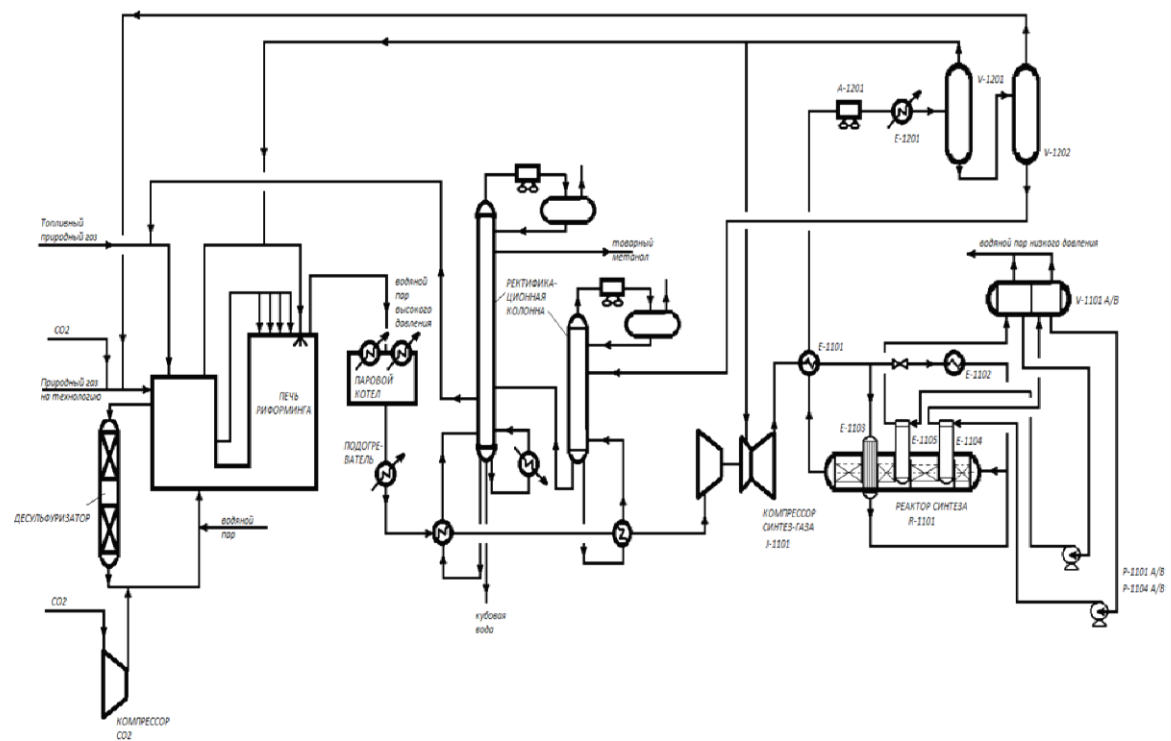 V-1201
A-1201
E-1201
V-1202
Топливный
природный газ
товарный
метанол
водяной пар низкого давления
водяной
пар
высокого
давления
РЕКТИФИКА-
ЦИОННАЯ
КОЛОННА
V-1101 A/B
CO2
E-1101
E-1102
Природный газ
на технологию
ПАРОВОЙ
КОТЕЛ
ПЕЧЬ
РИФОРМИНГА
E-1103
E-1105
E-1104
ПОДОГРЕ-
ВАТЕЛЬ
ДЕСУЛЬФУРИЗАТОР
водяной
пар
КОМПРЕССОР
СИНТЕЗ-ГАЗА
J-1101
РЕАКТОР СИНТЕЗА
R-1101
P-1101 A/B
P-1104 A/B
CO2
кубовая
вода
КОМПРЕССОР
CO2